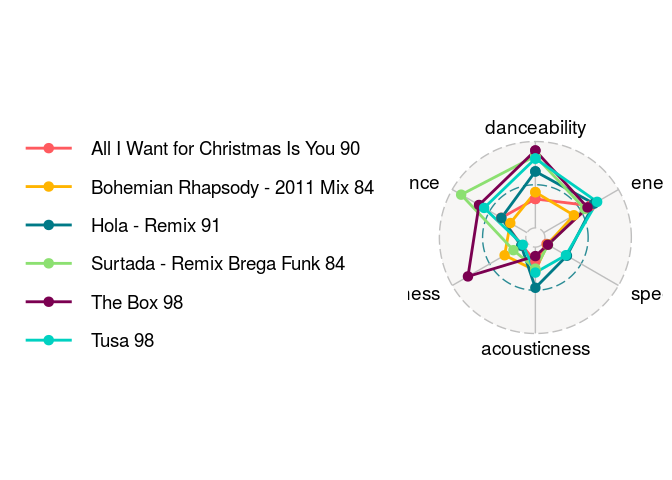 All I Want for Christmas Is You 90
Bohemian Rhapsody - 2011 Mix 84
Hola - Remix 91
Surtada - Remix Brega Funk 84
The Box 98
Tusa 98
danceability
nce
ene
ness
spe
acousticness